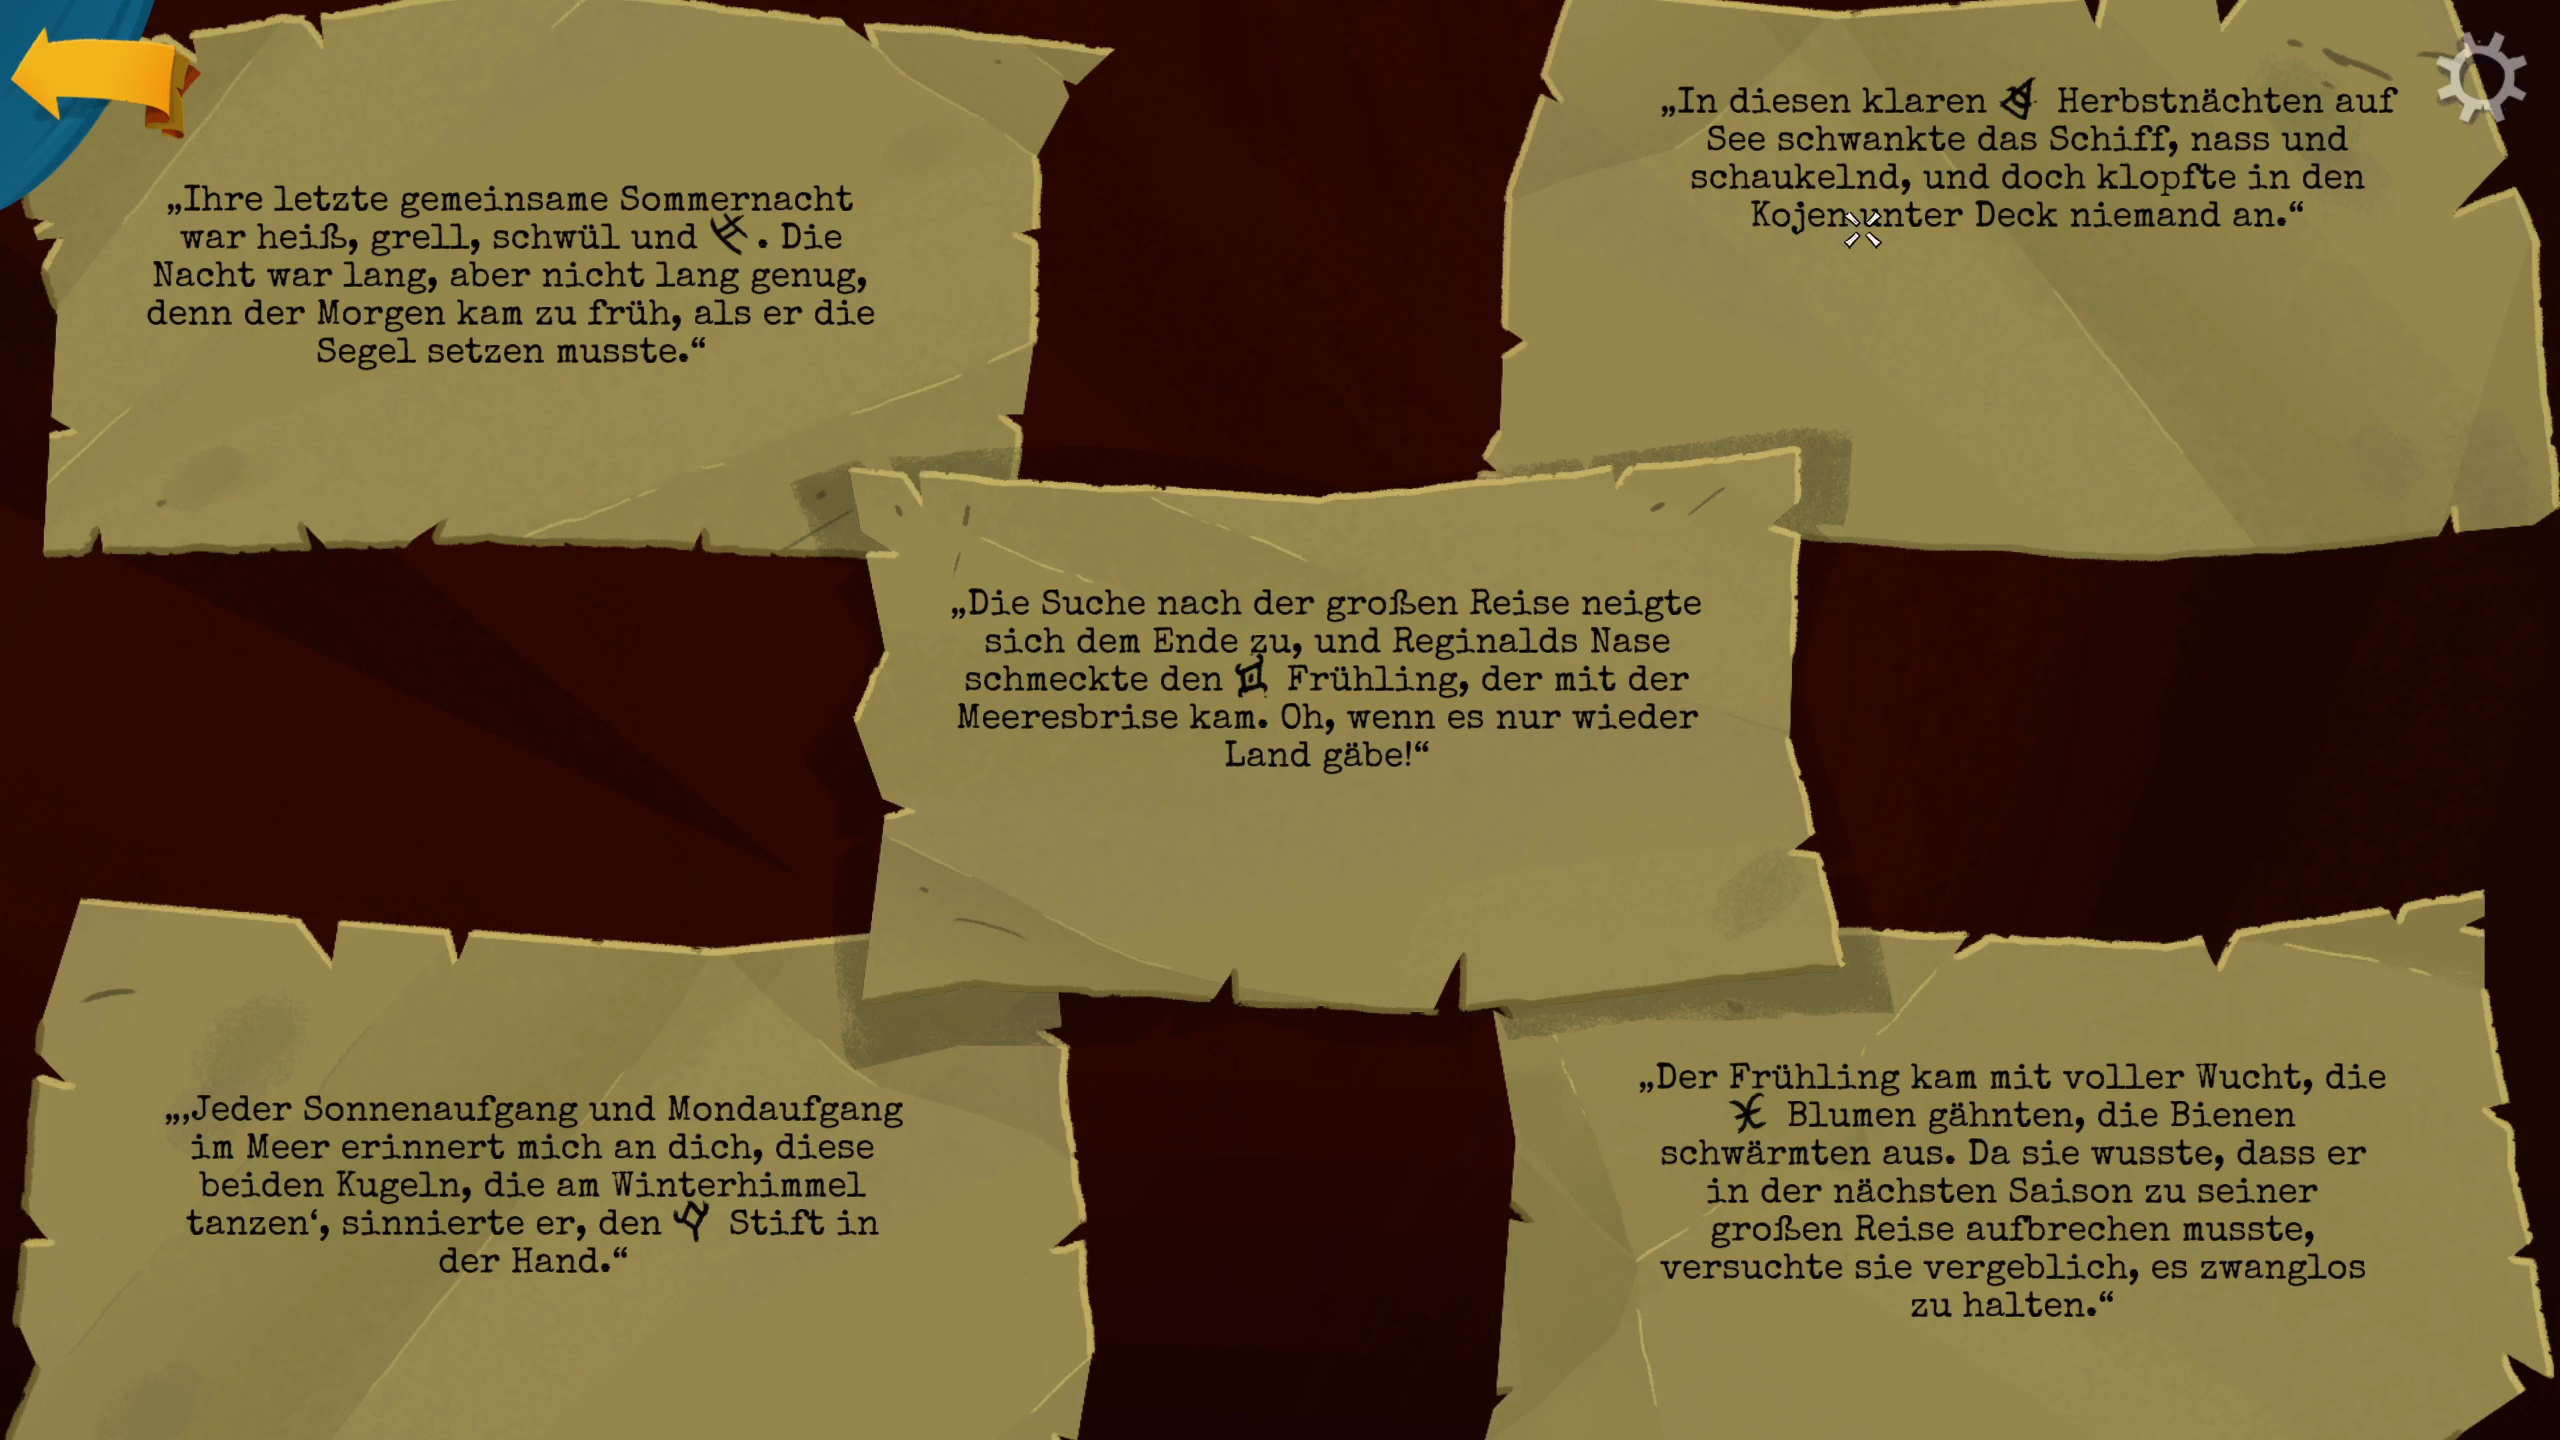 „Ihre letzte gemeinsame Sommernacht
war heiß, grell, schwül und . Die
Nacht war lang, aber nicht lang genug,
denn der Morgen kam zu früh, als er die
Segel setzen musste.“
„In diesen klaren Herbstnächten auf
See schwankte das Schiff, nass und
schaukelnd, und doch klopfte in den
Kojen unter Deck niemand an.“
„Die Suche nach der großen Reise neigte
sich dem Ende zu, und Reginalds Nase
schmeckte den Frühling, der mit der
Meeresbrise kam. Oh, wenn es nur wieder
Land gäbe!“
„‚Jeder Sonnenaufgang und Mondaufgang
im Meer erinnert mich an dich, diese
beiden Kugeln, die am Winterhimmel
tanzen‘, sinnierte er, den Stift in
der Hand.“
„Der Frühling kam mit voller Wucht, die
Blumen gähnten, die Bienen
schwärmten aus. Da sie wusste, dass er
in der nächsten Saison zu seiner
großen Reise aufbrechen musste,
versuchte sie vergeblich, es zwanglos
zu halten.“